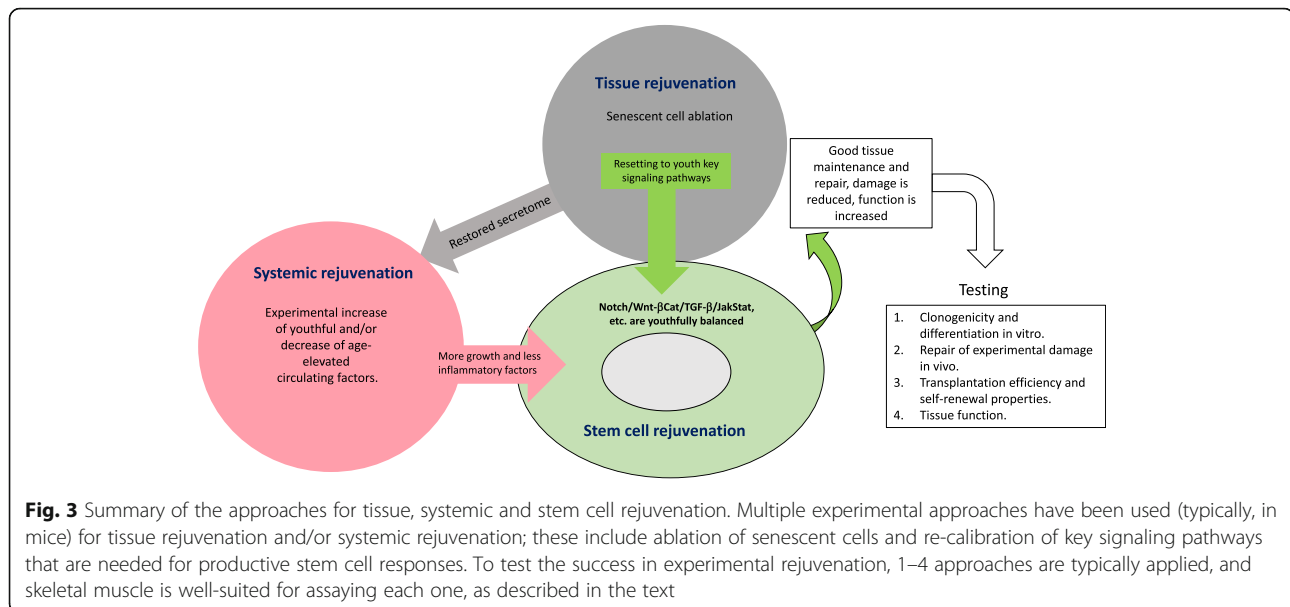 Tissue rejuvenation
Senescent cell ablation
Resetting to youth key
signaling pathways
Restored secretome
Systemic rejuvenation
Experimental increase
of youthful and/or
decrease of age-
elevated
circulating factors.
More growth and less
inflammatory factors
Notch/Wnt-βCat/TGF-β/JakStat,
etc. are youthfully balanced
Stem cell rejuvenation
Good tissue
maintenance and
repair, damage is
reduced, function is
increased
Testing
1. Clonogenicity and
differentiation in vitro.
2. Repair of experimental damage
in vivo.
3. Transplantation efficiency and
self-renewal properties.
4. Tissue function.
Fig. 3 Summary of the approaches for tissue, systemic and stem cell rejuvenation. Multiple experimental approaches have been used (typically, in
mice) for tissue rejuvenation and/or systemic rejuvenation; these include ablation of senescent cells and re-calibration of key signaling pathways
that are needed for productive stem cell responses. To test the success in experimental rejuvenation, 1–4 approaches are typically applied, and
skeletal muscle is well-suited for assaying each one, as described in the text